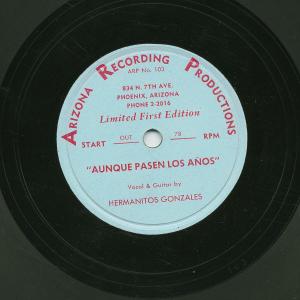 ARIZONA RECORDING PRODUCTIONS
ARP No. 103
834 N. 7TH AVE.
PHOENIX, ARIZONA
PHONE 2-2016
Limited First Edition
START OUT 78 RPM
"AUNQUE PASEN LOS AÑOS"
Vocal & Guitar by
HERMANITOS GONZALES